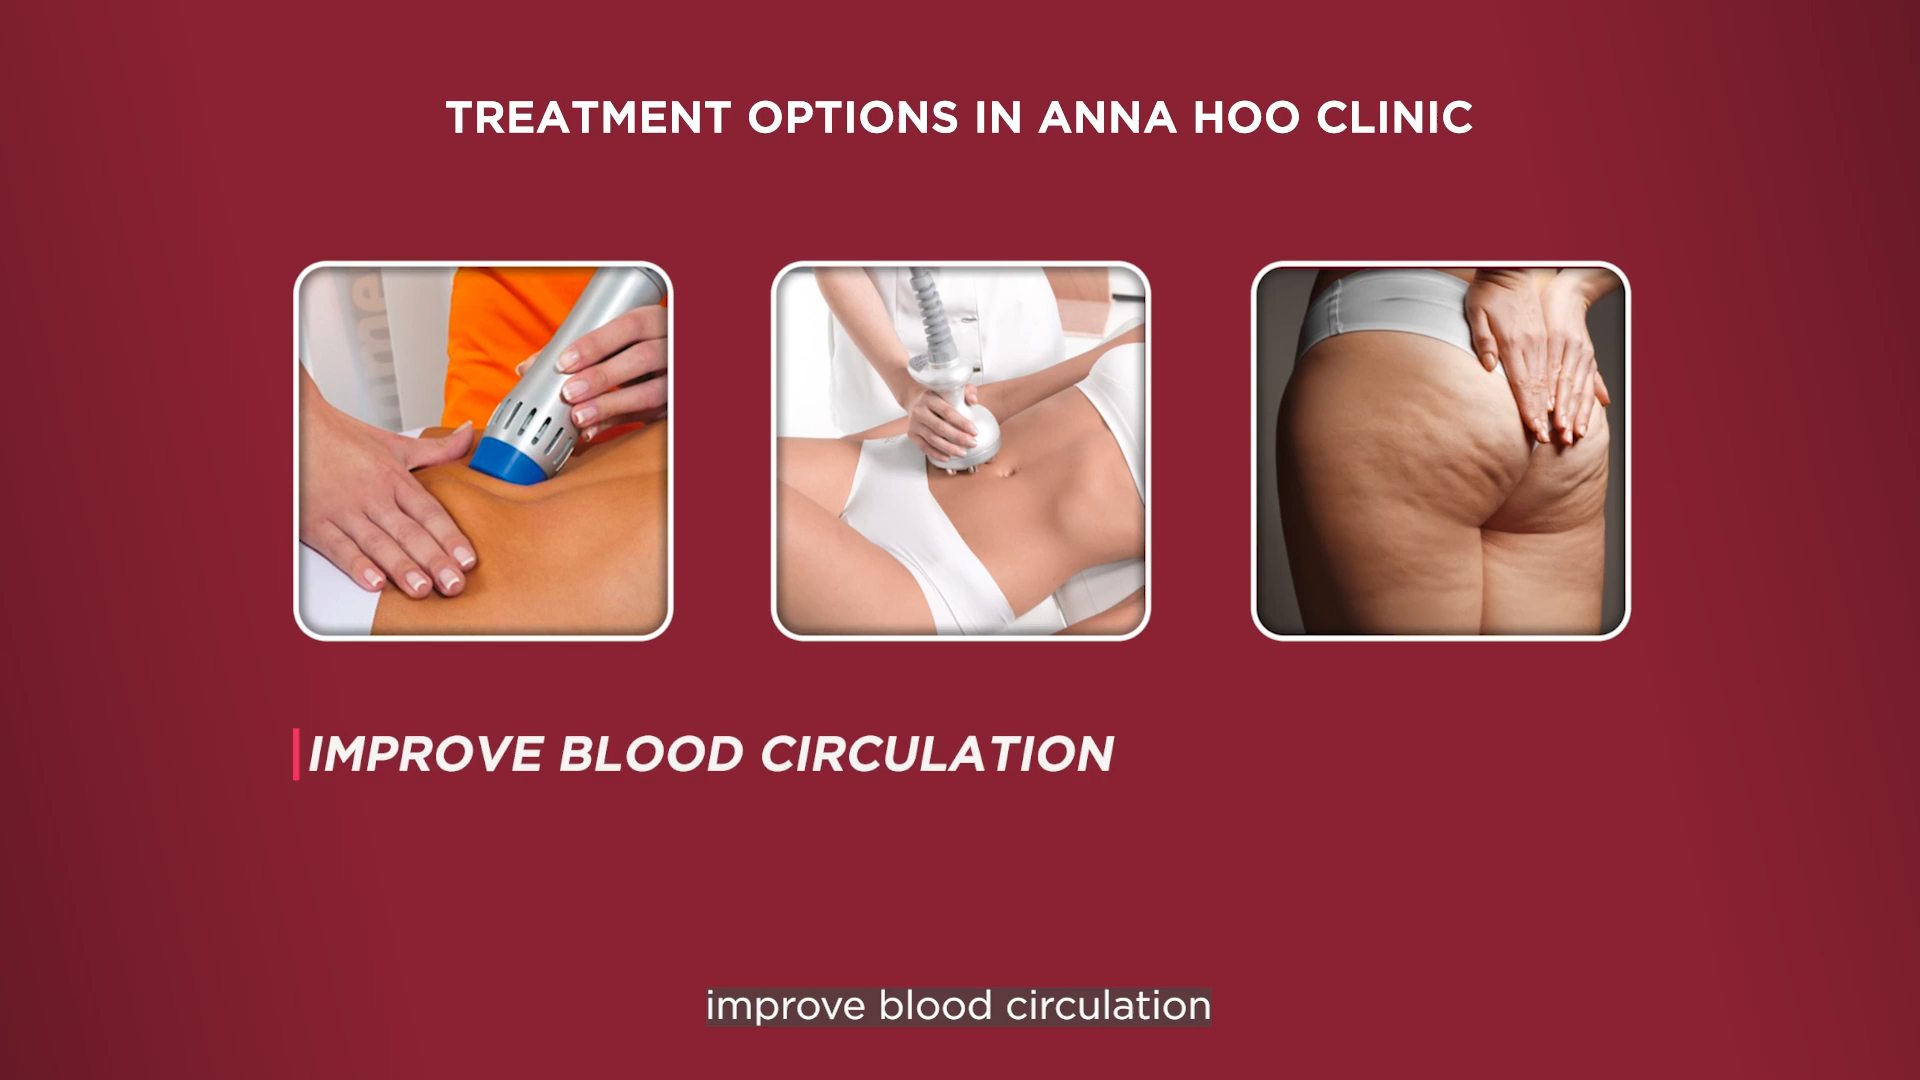 TREATMENT OPTIONS IN ANNA HOO CLINIC
IMPROVE BLOOD CIRCULATION
improve blood circulation